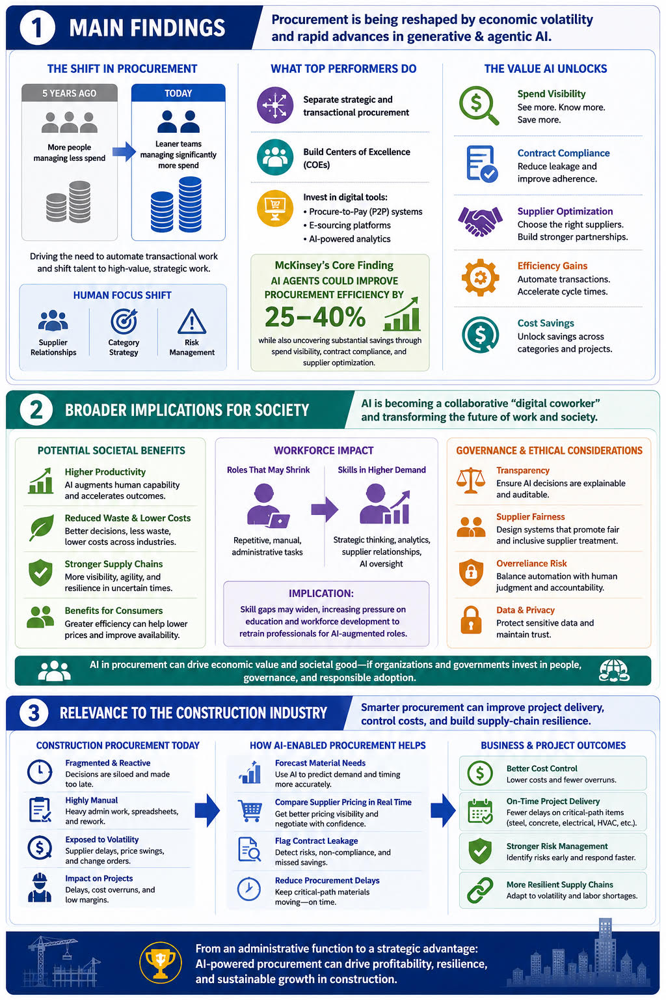 1 MAIN FINDINGS
Procurement is being reshaped by economic volatility
and rapid advances in generative & agentic AI.
THE SHIFT IN PROCUREMENT
5 YEARS AGO
More people
managing less spend
TODAY
Leaner teams
managing significantly
more spend
Driving the need to automate transactional work
and shift talent to high-value, strategic work.
HUMAN FOCUS SHIFT
Supplier
Relationships
Category
Strategy
Risk
Management
WHAT TOP PERFORMERS DO
Separate strategic and
transactional procurement
Build Centers of Excellence
(COEs)
Invest in digital tools:
• Procure-to-Pay (P2P) systems
• E-sourcing platforms
• AI-powered analytics
McKinsey's Core Finding
AI AGENTS COULD IMPROVE
PROCUREMENT EFFICIENCY BY
25–40%
while also uncovering substantial savings through
spend visibility, contract compliance, and
supplier optimization.
THE VALUE AI UNLOCKS
$
Spend Visibility
See more. Know more.
Save more.
Contract Compliance
Reduce leakage and
improve adherence.
Supplier Optimization
Choose the right suppliers.
Build stronger partnerships.
Efficiency Gains
Automate transactions.
Accelerate cycle times.
$
Cost Savings
Unlock savings across
categories and projects.
2 BROADER IMPLICATIONS FOR SOCIETY
AI is becoming a collaborative “digital coworker”
and transforming the future of work and society.
POTENTIAL SOCIETAL BENEFITS
Higher Productivity
AI augments human capability
and accelerates outcomes.
Reduced Waste & Lower Costs
Better decisions, less waste,
lower costs across industries.
Stronger Supply Chains
More visibility, agility, and
resilience in uncertain times.
Benefits for Consumers
Greater efficiency can help lower
prices and improve availability.
WORKFORCE IMPACT
Roles That May Shrink
Repetitive, manual,
administrative tasks
Skills in Higher Demand
Strategic thinking, analytics,
supplier relationships,
AI oversight
IMPLICATION:
Skill gaps may widen, increasing pressure on
education and workforce development to
retrain professionals for AI-augmented roles.
GOVERNANCE & ETHICAL CONSIDERATIONS
Transparency
Ensure AI decisions are explainable
and auditable.
Supplier Fairness
Design systems that promote fair
and inclusive supplier treatment.
Overreliance Risk
Balance automation with human
judgment and accountability.
Data & Privacy
Protect sensitive data and
maintain trust.
AI in procurement can drive economic value and societal good—if organizations and governments invest in people,
governance, and responsible adoption.
3 RELEVANCE TO THE CONSTRUCTION INDUSTRY
Smarter procurement can improve project delivery,
control costs, and build supply-chain resilience.
CONSTRUCTION PROCUREMENT TODAY
Fragmented & Reactive
Decisions are siloed and made
too late.
Highly Manual
Heavy admin work, spreadsheets,
and rework.
$
Exposed to Volatility
Supplier delays, price swings,
and change orders.
Impact on Projects
Delays, cost overruns, and
low margins.
HOW AI-ENABLED PROCUREMENT HELPS
Forecast Material Needs
Use AI to predict demand and timing
more accurately.
Compare Supplier Pricing in Real Time
Get better pricing visibility and
negotiate with confidence.
Flag Contract Leakage
Detect risks, non-compliance, and
missed savings.
Reduce Procurement Delays
Keep critical-path materials
moving—on time.
BUSINESS & PROJECT OUTCOMES
$
Better Cost Control
Lower costs and fewer overruns.
On-Time Project Delivery
Fewer delays on critical-path items
(steel, concrete, electrical, HVAC, etc.).
Stronger Risk Management
Identify risks early and respond faster.
More Resilient Supply Chains
Adapt to volatility and labor shortages.
From an administrative function to a strategic advantage:
AI-powered procurement can drive profitability, resilience,
and sustainable growth in construction.